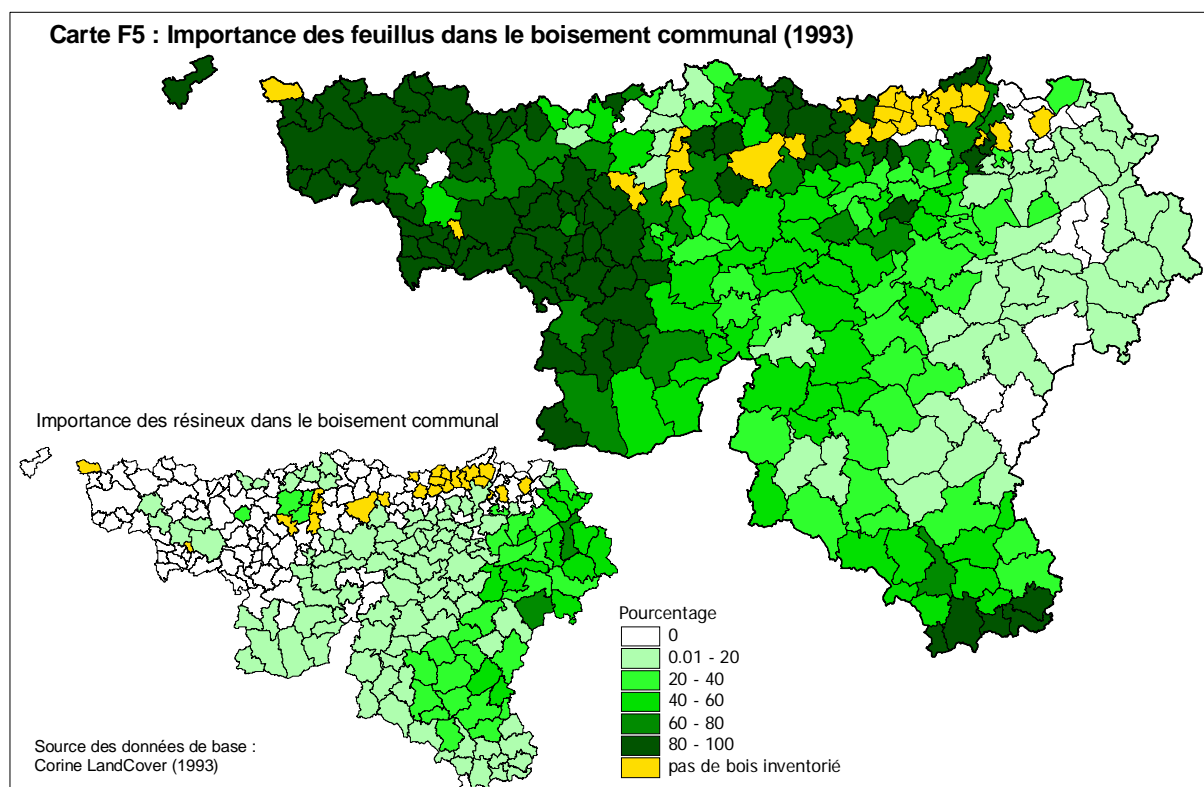 Carte F5 : Importance des feuillus dans le boisement communal (1993)
Importance des résineux dans le boisement communal
Pourcentage
0
0.01 - 20
20 - 40
40 - 60
60 - 80
80 - 100
pas de bois inventorié
Source des données de base :
Corine LandCover (1993)